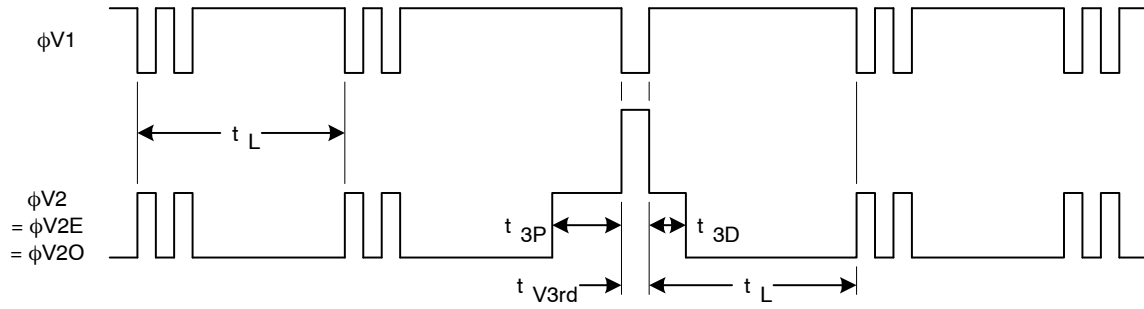 ϕV1
t L
ϕV2
= ϕV2E
= ϕV2O
t 3P
t 3D
t V3rd
t L